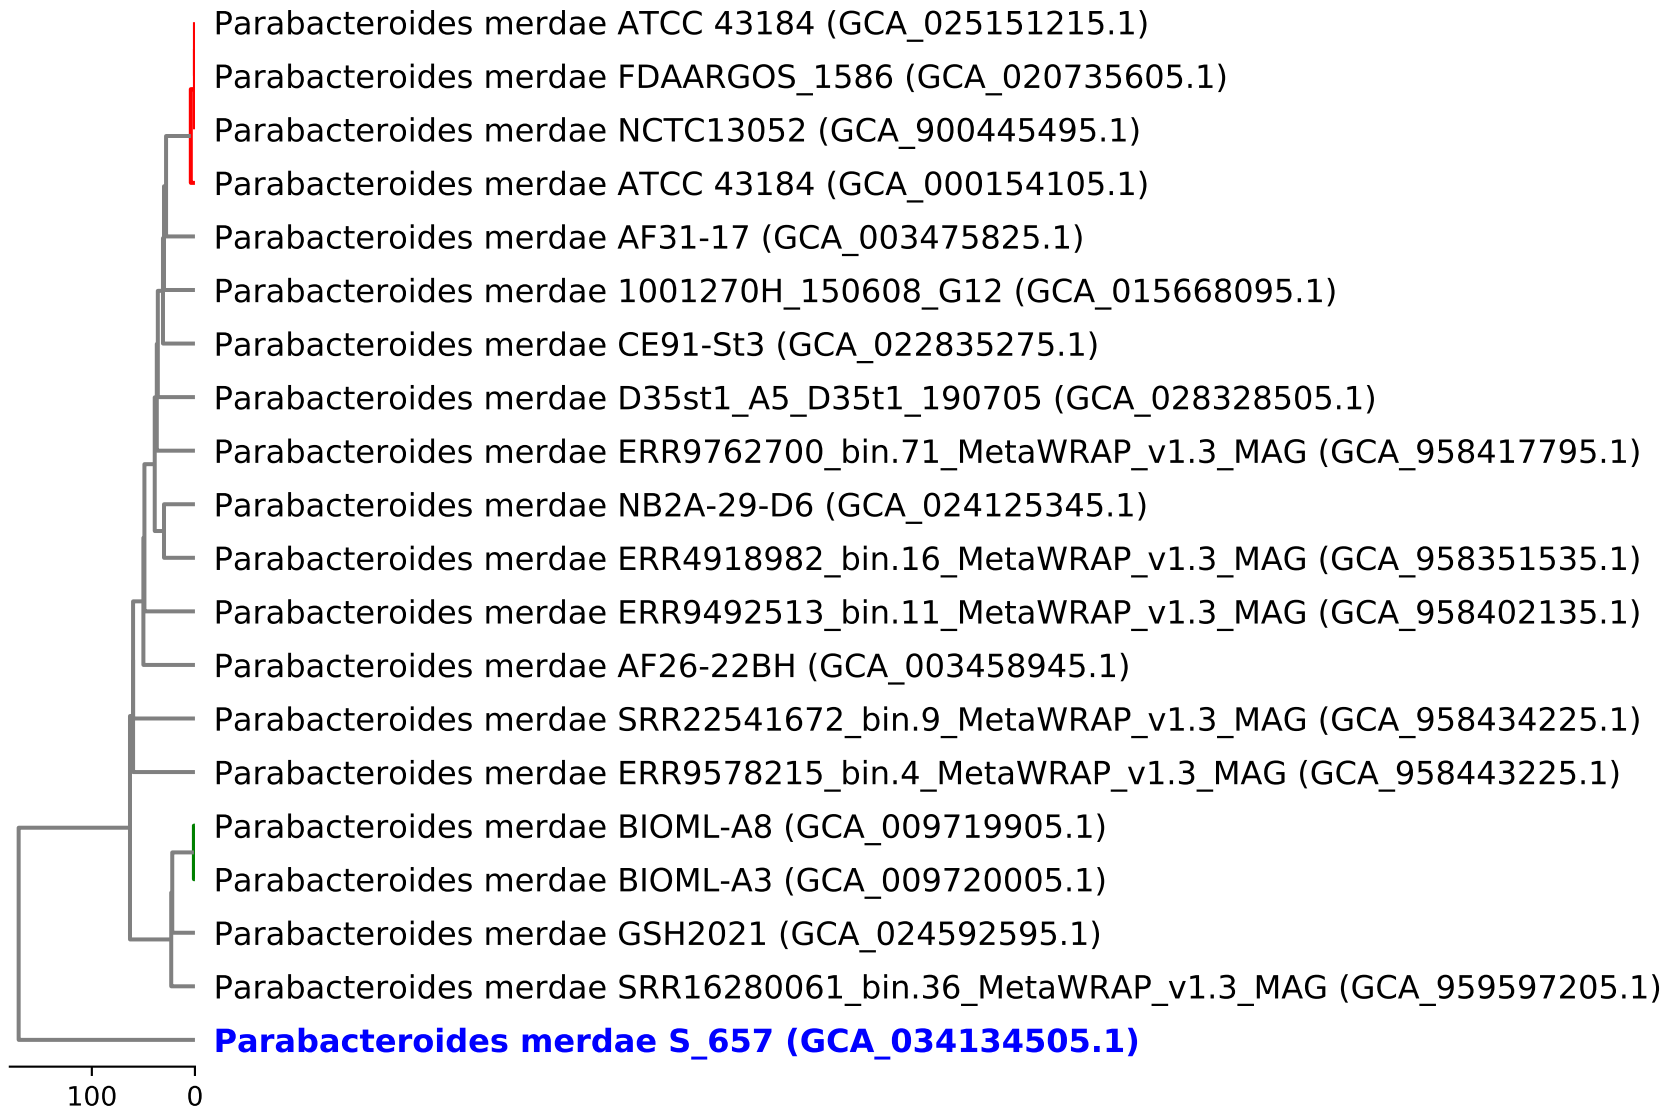 Parabacteroides merdae ATCC 43184 (GCA_025151215.1)
Parabacteroides merdae FDAARGOS_1586 (GCA_020735605.1)
Parabacteroides merdae NCTC13052 (GCA_900445495.1)
Parabacteroides merdae ATCC 43184 (GCA_000154105.1)
Parabacteroides merdae AF31-17 (GCA_003475825.1)
Parabacteroides merdae 1001270H_150608_G12 (GCA_015668095.1)
Parabacteroides merdae CE91-St3 (GCA_022835275.1)
Parabacteroides merdae D35st1_A5_D35t1_190705 (GCA_028328505.1)
Parabacteroides merdae ERR9762700_bin.71_MetaWRAP_v1.3_MAG (GCA_958417795.1)
Parabacteroides merdae NB2A-29-D6 (GCA_024125345.1)
Parabacteroides merdae ERR4918982_bin.16_MetaWRAP_v1.3_MAG (GCA_958351535.1)
Parabacteroides merdae ERR9492513_bin.11_MetaWRAP_v1.3_MAG (GCA_958402135.1)
Parabacteroides merdae AF26-22BH (GCA_003458945.1)
Parabacteroides merdae SRR22541672_bin.9_MetaWRAP_v1.3_MAG (GCA_958434225.1)
Parabacteroides merdae ERR9578215_bin.4_MetaWRAP_v1.3_MAG (GCA_958443225.1)
Parabacteroides merdae BIOML-A8 (GCA_009719905.1)
Parabacteroides merdae BIOML-A3 (GCA_009720005.1)
Parabacteroides merdae GSH2021 (GCA_024592595.1)
Parabacteroides merdae SRR16280061_bin.36_MetaWRAP_v1.3_MAG (GCA_959597205.1)
Parabacteroides merdae S_657 (GCA_034134505.1)
100 0